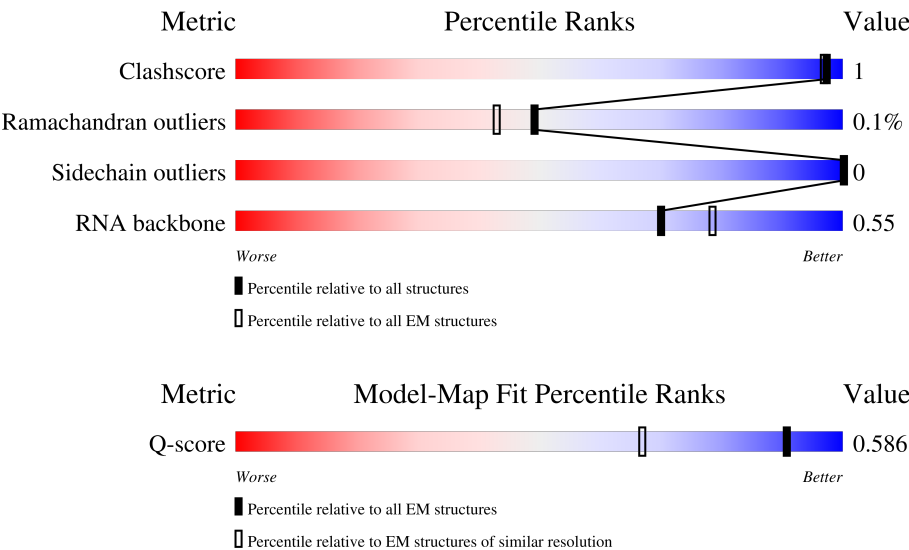 Metric Percentile Ranks Value
Clashscore 1
Ramachandran outliers 0.1%
Sidechain outliers 0
RNA backbone 0.55
Worse Better
Percentile relative to all structures
Percentile relative to all EM structures
Metric Model-Map Fit Percentile Ranks Value
Q-score 0.586
Worse Better
Percentile relative to all EM structures
Percentile relative to EM structures of similar resolution